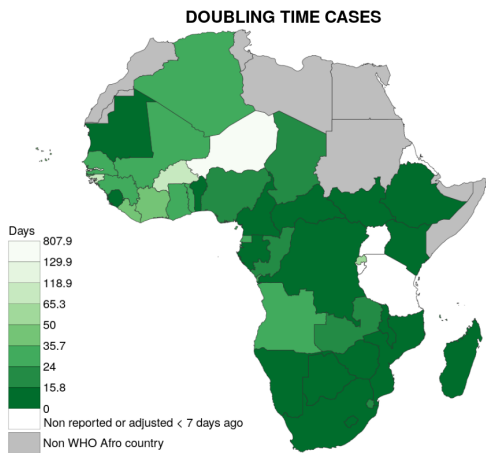 DOUBLING TIME CASES
Days
807.9
129.9
118.9
65.3
50
35.7
24
15.8
0
Non reported or adjusted < 7 days ago
Non WHO Afro country